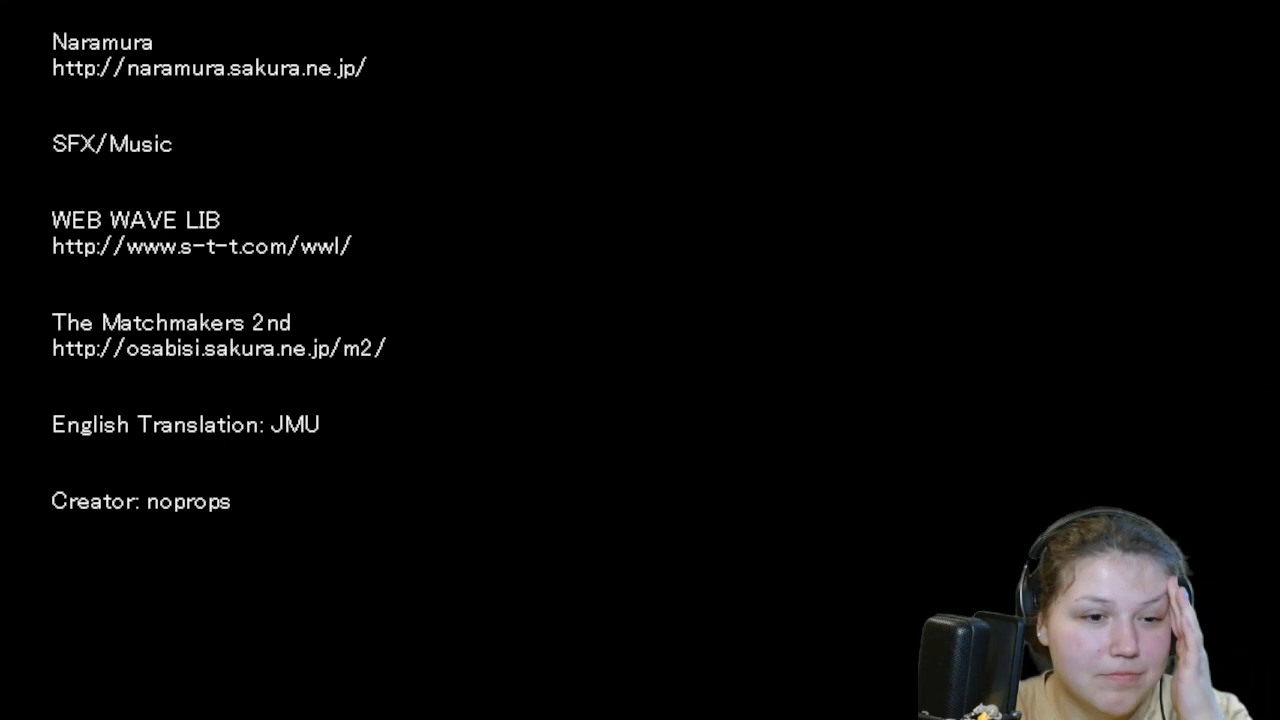 Naramura
http://naramura.sakura.ne.jp/
SFX/Music
WEB WAVE LIB
http://www.s-t-t.com/wwl/
The Matchmakers 2nd
http://osabisi.sakura.ne.jp/m2/
English Translation: JMU
Creator: noprops